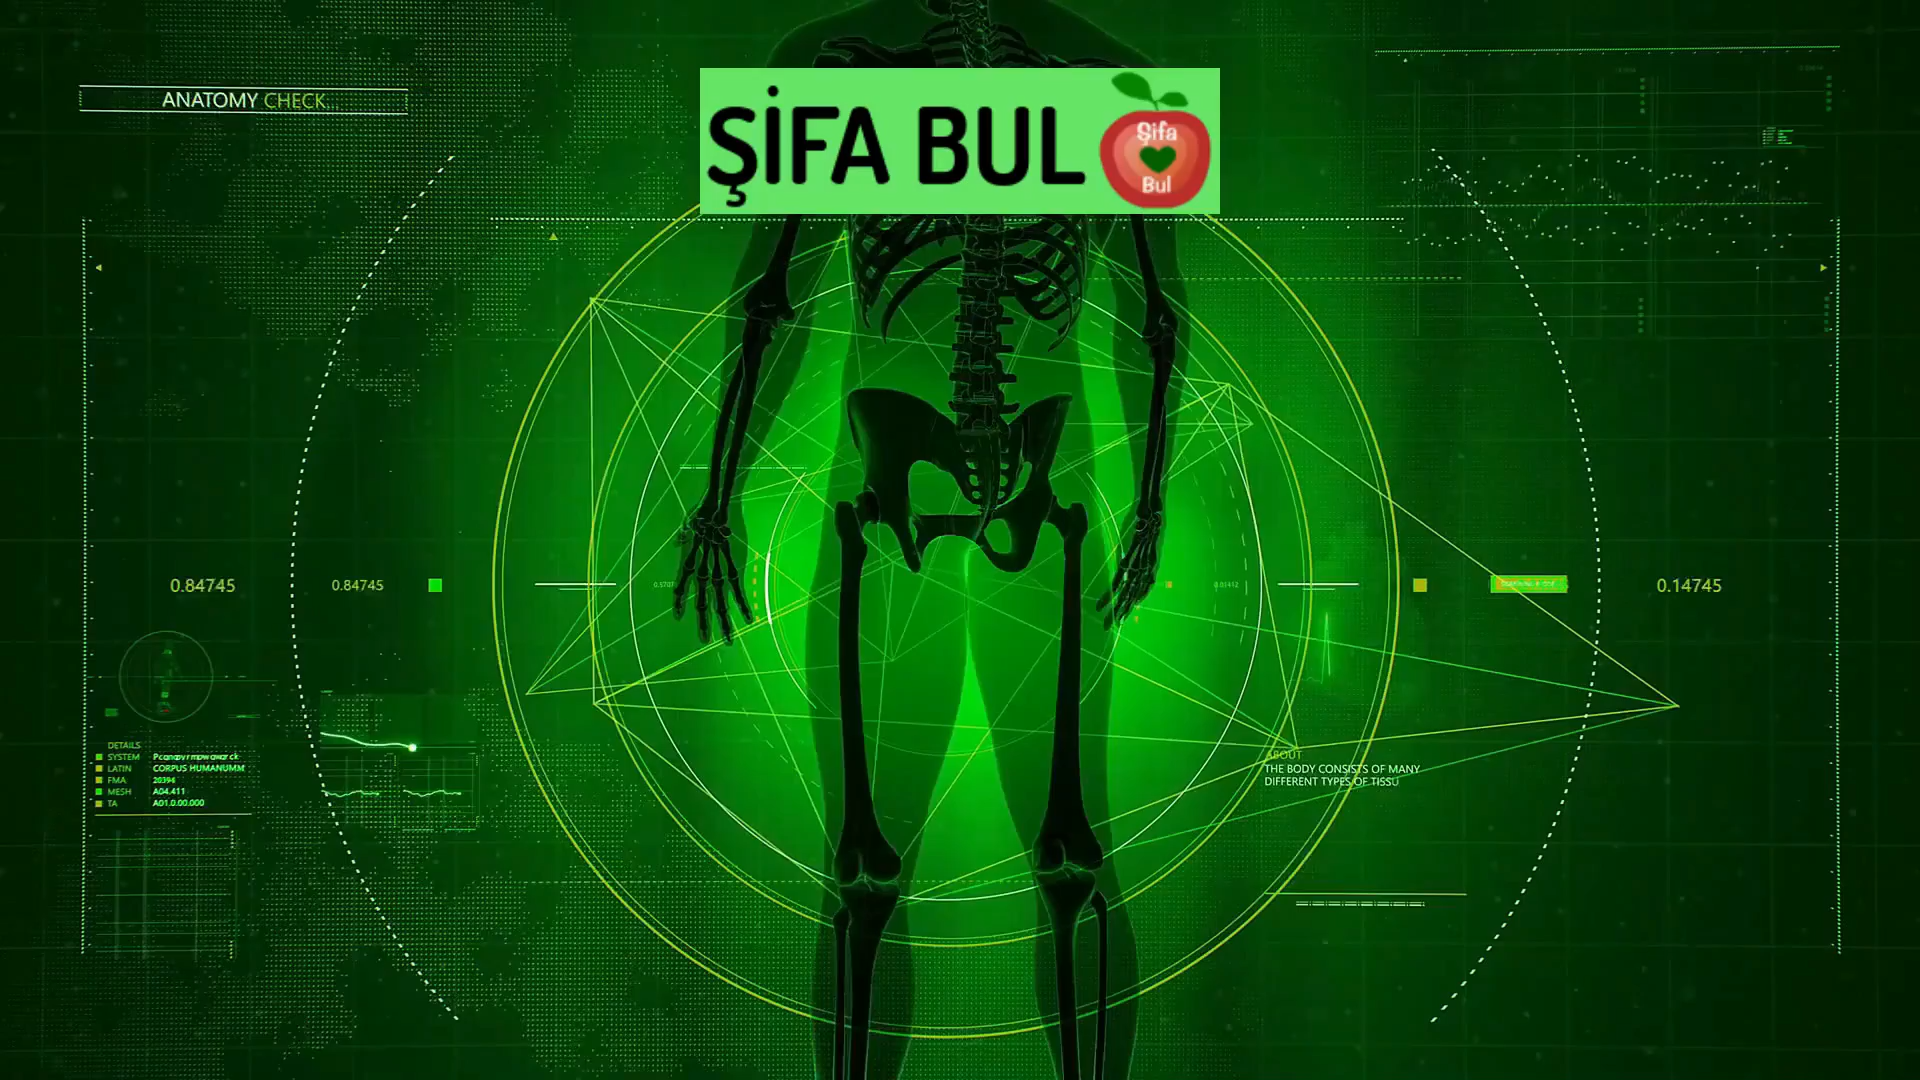 ANATOMY CHECK...
ŞİFA BUL
Şifa
Bul
0.84745
0.84745
0.14745
DETAILS
SYSTEM
LATIN CORPUS HUMANUMM
FMA 20394
MESH A04.411
TA A01.0.00.000
ABOUT
THE BODY CONSISTS OF MANY
DIFFERENT TYPES OF TISSU